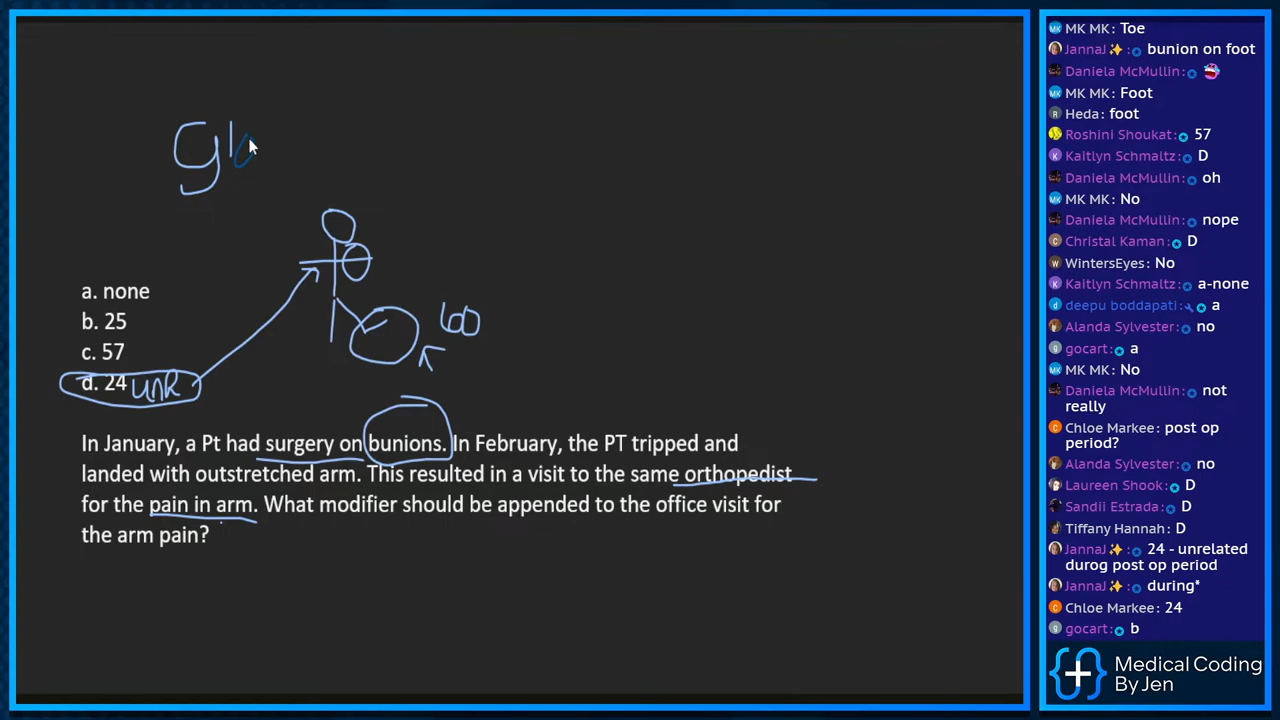 glo
a. none
b. 25
c. 57
d. 24 UNR
60
In January, a Pt had surgery on bunions. In February, the PT tripped and
landed with outstretched arm. This resulted in a visit to the same orthopedist
for the pain in arm. What modifier should be appended to the office visit for
the arm pain?
MK MK: Toe
JannaJ✨: bunion on foot
Daniela McMullin:
MK MK: Foot
Heda: foot
Roshini Shoukat: 57
Kaitlyn Schmaltz: D
Daniela McMullin: oh
MK MK: No
Daniela McMullin: nope
Christal Kaman: D
WintersEyes: No
Kaitlyn Schmaltz: a-none
deepu boddapati: a
Alanda Sylvester: no
gocart: a
MK MK: No
Daniela McMullin: not
really
Chloe Markee: post op
period?
Alanda Sylvester: no
Laureen Shook: D
Sandii Estrada: D
Tiffany Hannah: D
JannaJ✨: 24 - unrelated
durog post op period
JannaJ✨: during*
Chloe Markee: 24
gocart: b
Medical Coding
By Jen